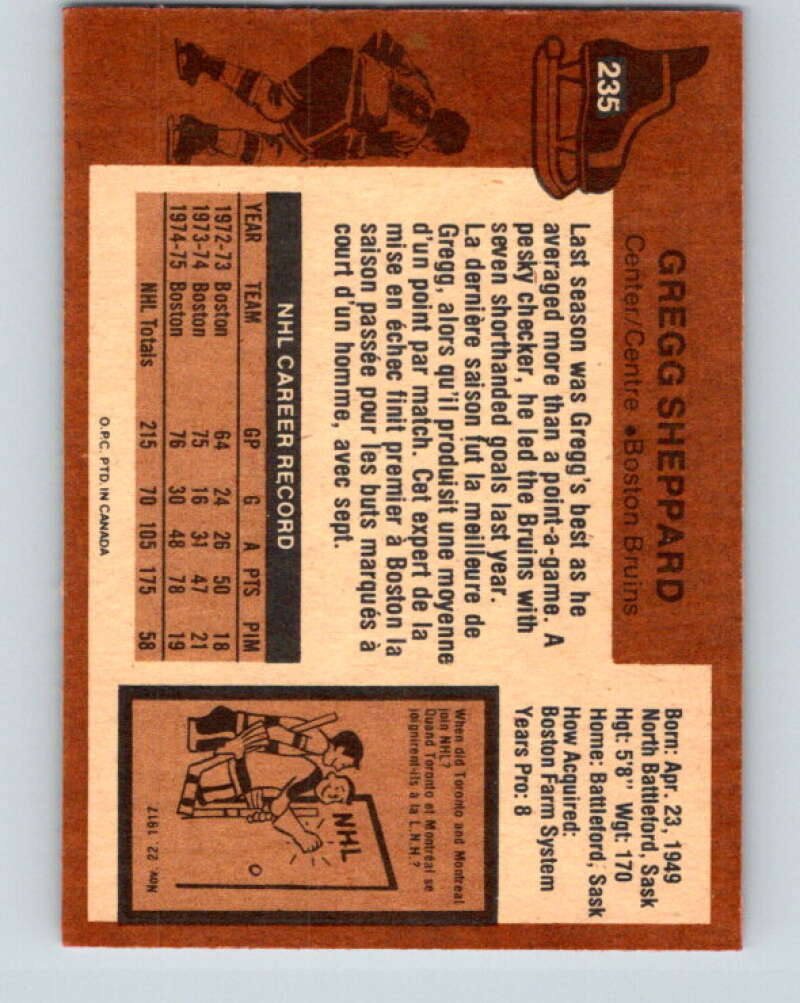 235
GREGG SHEPPARD
Center/Centre • Boston Bruins
Last season was Gregg's best as he
averaged more than a point-a-game. A
pesky checker, he led the Bruins with
seven shorthanded goals last year.
La dernière saison fut la meilleure de
Gregg, alors qu'il produisit une moyenne
d'un point par match. Cet expert de la
mise en échec finit premier à Boston la
saison passée pour les buts marqués à
court d'un homme, avec sept.
NHL CAREER RECORD
YEAR TEAM GP G A PTS PIM
1972-73 Boston 64 24 26 50 18
1973-74 Boston 75 16 31 47 21
1974-75 Boston 76 30 48 78 19
NHL Totals 215 70 105 175 58
O.P.C. PTD. IN CANADA
Born: Apr. 23, 1949
North Battleford, Sask
Hgt: 5'8" Wgt: 170
Home: Battleford, Sask
How Acquired:
Boston Farm System
Years Pro: 8
When did Toronto and Montreal
join NHL?
Quand Toronto et Montréal se
joignirent-ils à la L.N.H.?
NHL
Nov. 22 1917